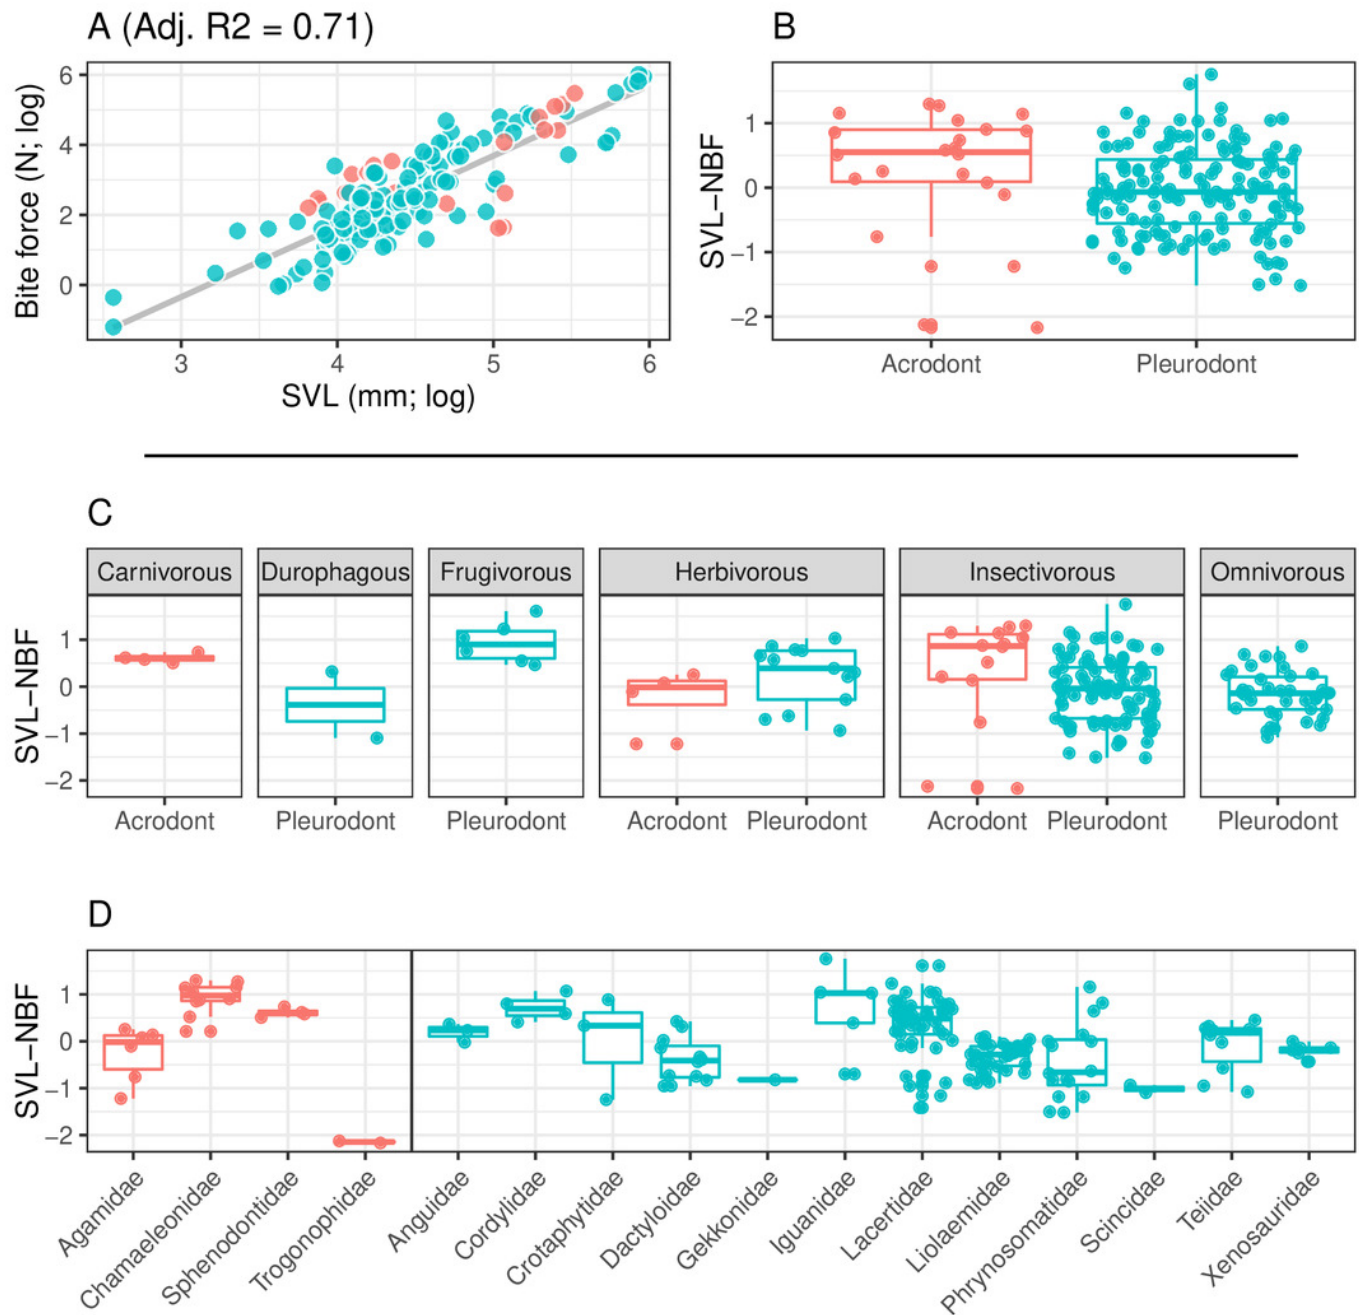 A (Adj. R2 = 0.71)
Bite force (N; log)
6
4
2
0
3 4 5 6
SVL (mm; log)
B
SVL−NBF
1
0
−1
−2
Acrodont Pleurodont
C
Carnivorous Durophagous Frugivorous Herbivorous Insectivorous Omnivorous
SVL−NBF
1
0
−1
−2
Acrodont Pleurodont Pleurodont Acrodont Pleurodont Acrodont Pleurodont Pleurodont
D
SVL−NBF
1
0
−1
−2
Agamidae
Chamaeleonidae
Sphenodontidae
Trogonophidae
Anguidae
Cordylidae
Crotaphytidae
Dactyloidae
Gekkonidae
Iguanidae
Lacertidae
Liolaemidae
Phrynosomatidae
Scincidae
Teiidae
Xenosauridae